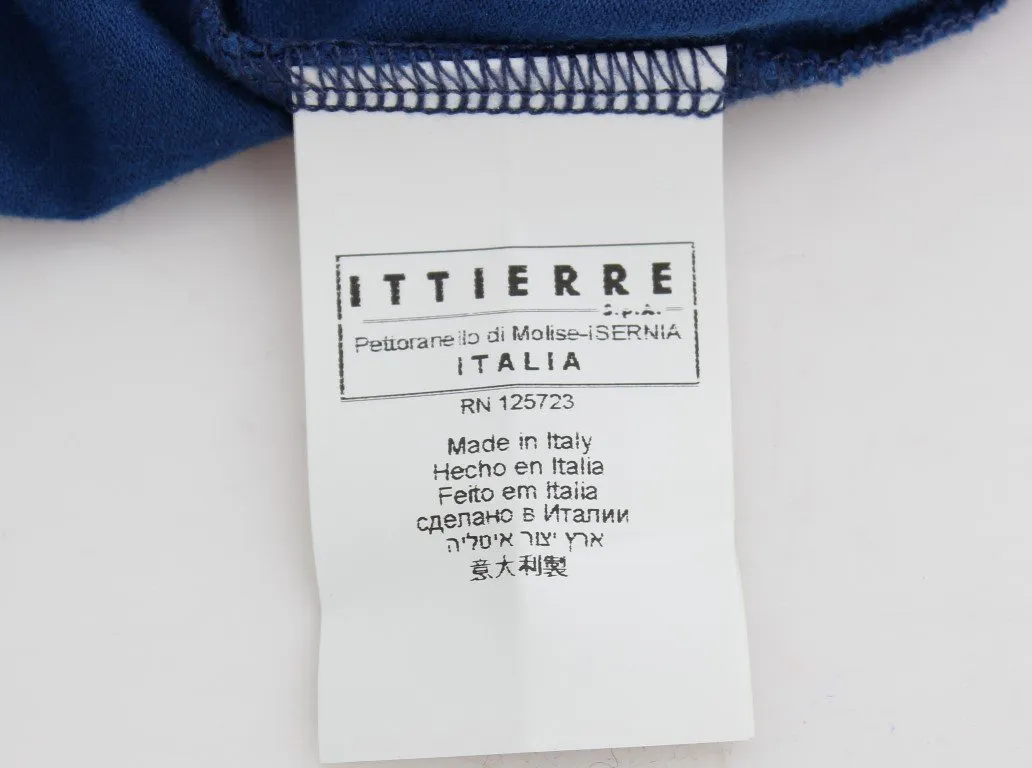 ITTIERRE
S.p.A.
Pettoranello di Molise-ISERNIA
ITALIA
RN 125723
Made in Italy
Hecho en Italia
Feito em Italia
сделано в Италии
ארץ יצור איטליה
意大利製